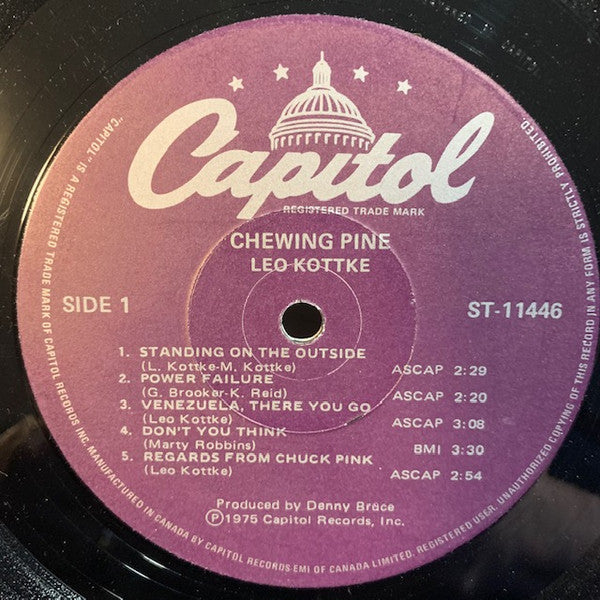 Capitol
REGISTERED TRADE MARK
CHEWING PINE
LEO KOTTKE
SIDE 1
ST-11446
1. STANDING ON THE OUTSIDE
(L. Kottke-M. Kottke) ASCAP 2:29
2. POWER FAILURE
(G. Brooker-K. Reid) ASCAP 2:20
3. VENEZUELA, THERE YOU GO
(Leo Kottke) ASCAP 3:08
4. DON'T YOU THINK
(Marty Robbins) BMI 3:30
5. REGARDS FROM CHUCK PINK
(Leo Kottke) ASCAP 2:54
Produced by Denny Bruce
Ⓟ1975 Capitol Records, Inc.
"CAPITOL" IS A REGISTERED TRADE MARK OF CAPITOL RECORDS INC. MANUFACTURED IN CANADA BY CAPITOL RECORDS-EMI OF CANADA LIMITED. REGISTERED USER. UNAUTHORIZED COPYING OF THIS RECORD IN ANY FORM IS STRICTLY PROHIBITED.